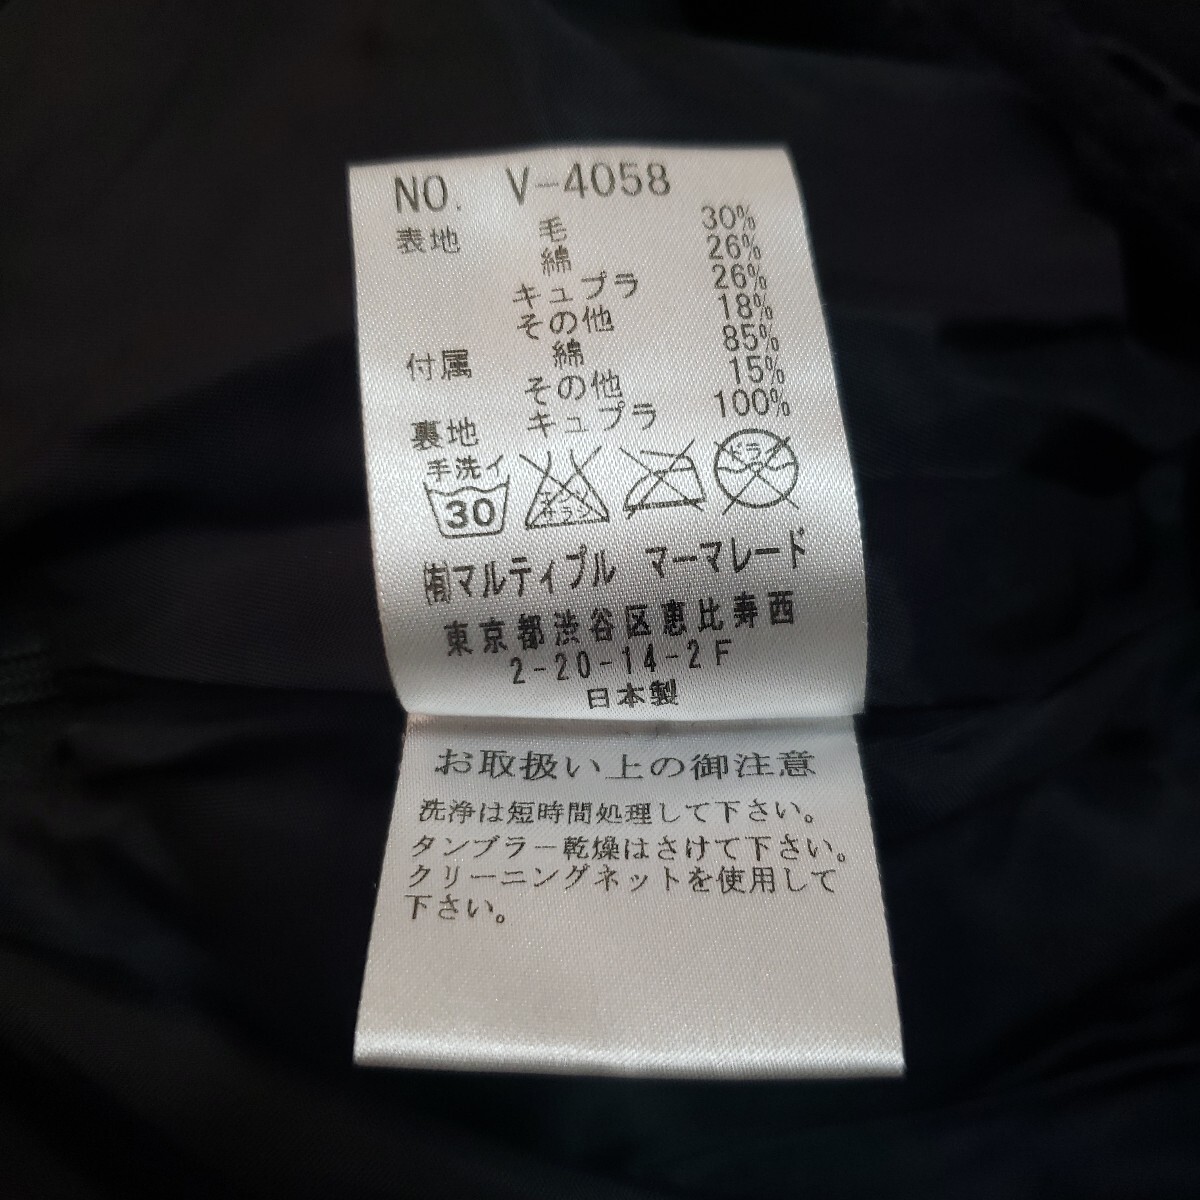 NO. V-4058
表地 毛 30%
綿 26%
キュプラ 26%
その他 18%
付属 綿 85%
その他 15%
裏地 キュプラ 100%
手洗イ
30
エンソ
サラシ
ドライ
㈲マルティプル マーマレード
東京都渋谷区恵比寿西
2-20-14-2F
日本製
お取扱い上の御注意
洗浄は短時間処理して下さい。
タンブラー乾燥はさけて下さい。
クリーニングネットを使用して
下さい。